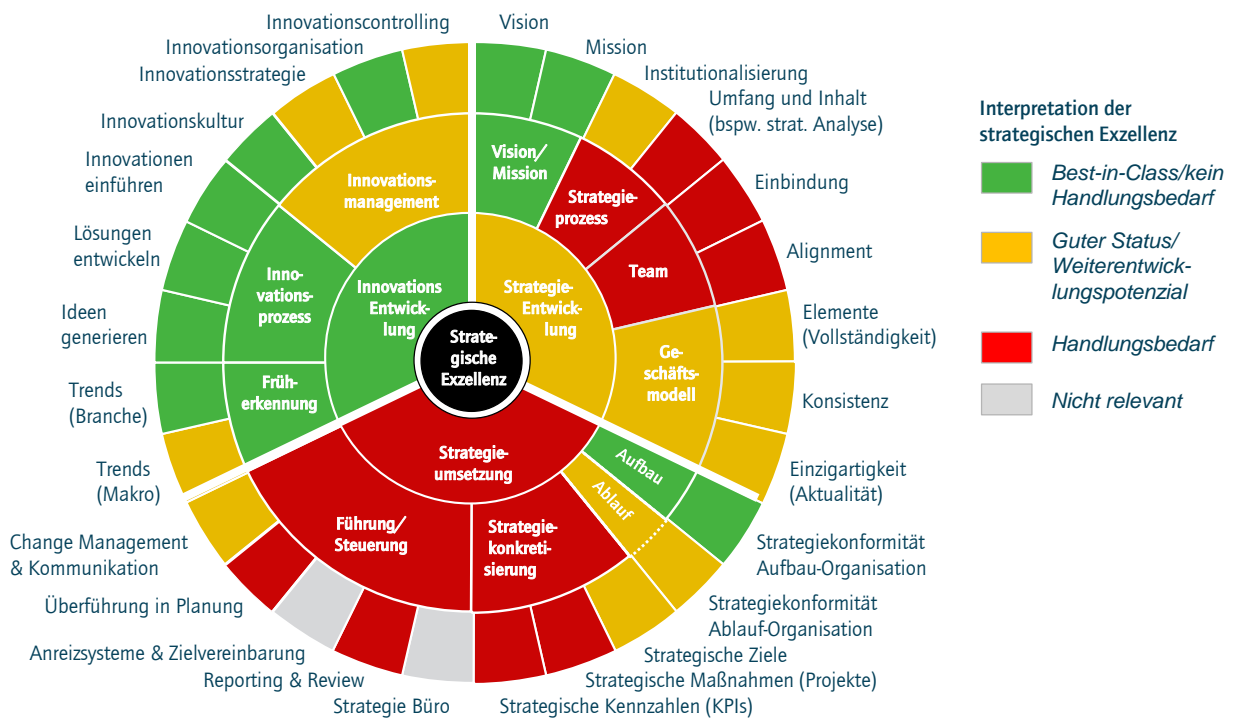 Innovationscontrolling
Innovationsorganisation
Innovationsstrategie
Innovationskultur
Innovationen
einführen
Lösungen
entwickeln
Ideen
generieren
Trends
(Branche)
Trends
(Makro)
Change Management
& Kommunikation
Überführung in Planung
Anreizsysteme & Zielvereinbarung
Reporting & Review
Strategie Büro
Vision
Mission
Institutionalisierung
Umfang und Inhalt
(bspw. strat. Analyse)
Einbindung
Alignment
Elemente
(Vollständigkeit)
Konsistenz
Einzigartigkeit
(Aktualität)
Strategiekonformität
Aufbau-Organisation
Strategiekonformität
Ablauf-Organisation
Strategische Ziele
Strategische Maßnahmen (Projekte)
Strategische Kennzahlen (KPIs)
Innovations-
management
Inno-
vations-
prozess
Früh-
erkennung
Innovations
Entwick-
lung
Vision/
Mission
Strategie-
prozess
Team
Strategie-
Entwick-
lung
Ge-
schäfts-
modell
Strate-
gische
Exzellenz
Strategie-
umsetzung
Aufbau
Ablauf
Führung/
Steuerung
Strategie-
konkreti-
sierung
Interpretation der
strategischen Exzellenz
Best-in-Class/kein
Handlungsbedarf
Guter Status/
Weiterentwick-
lungspotenzial
Handlungsbedarf
Nicht relevant